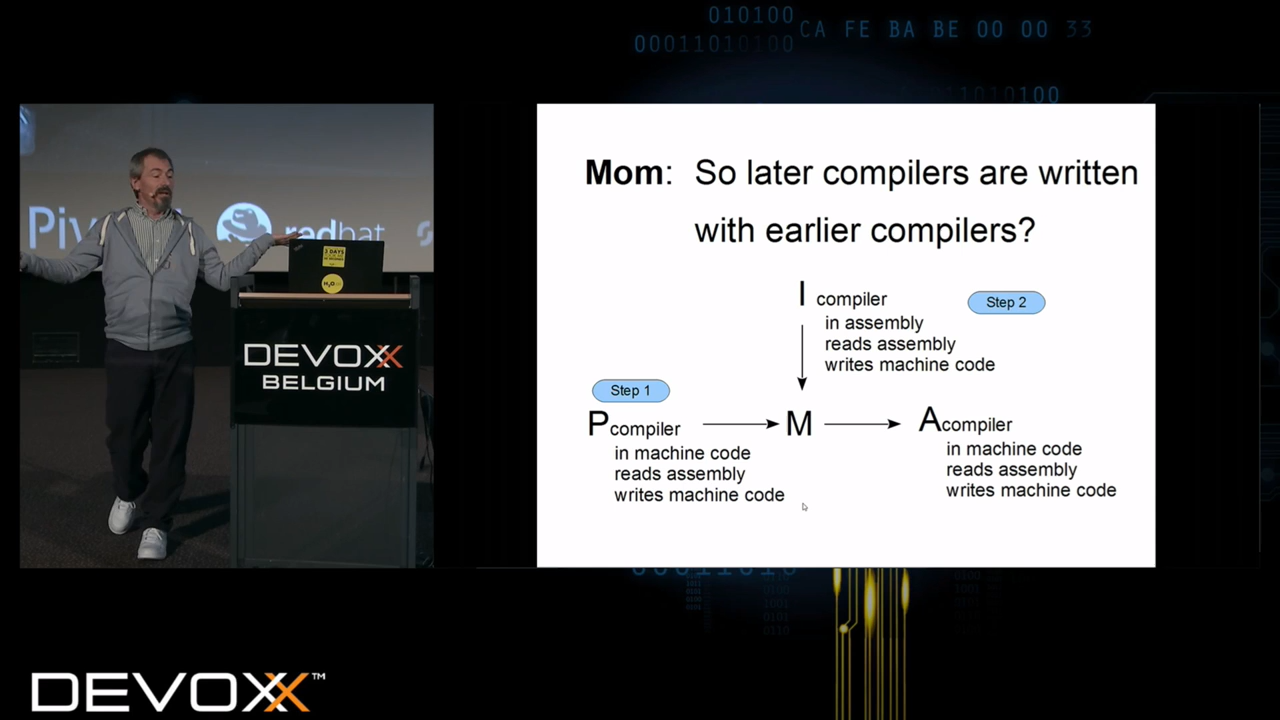 010100
00011010100
CA FE BA BE 00 00 33
11010100
Mom: So later compilers are written
with earlier compilers?
I compiler
in assembly
reads assembly
writes machine code
Step 2
Step 1
P compiler
in machine code
reads assembly
writes machine code
M
A compiler
in machine code
reads assembly
writes machine code
redhat
H2O
DEVOXX
BELGIUM
DEVOXX™